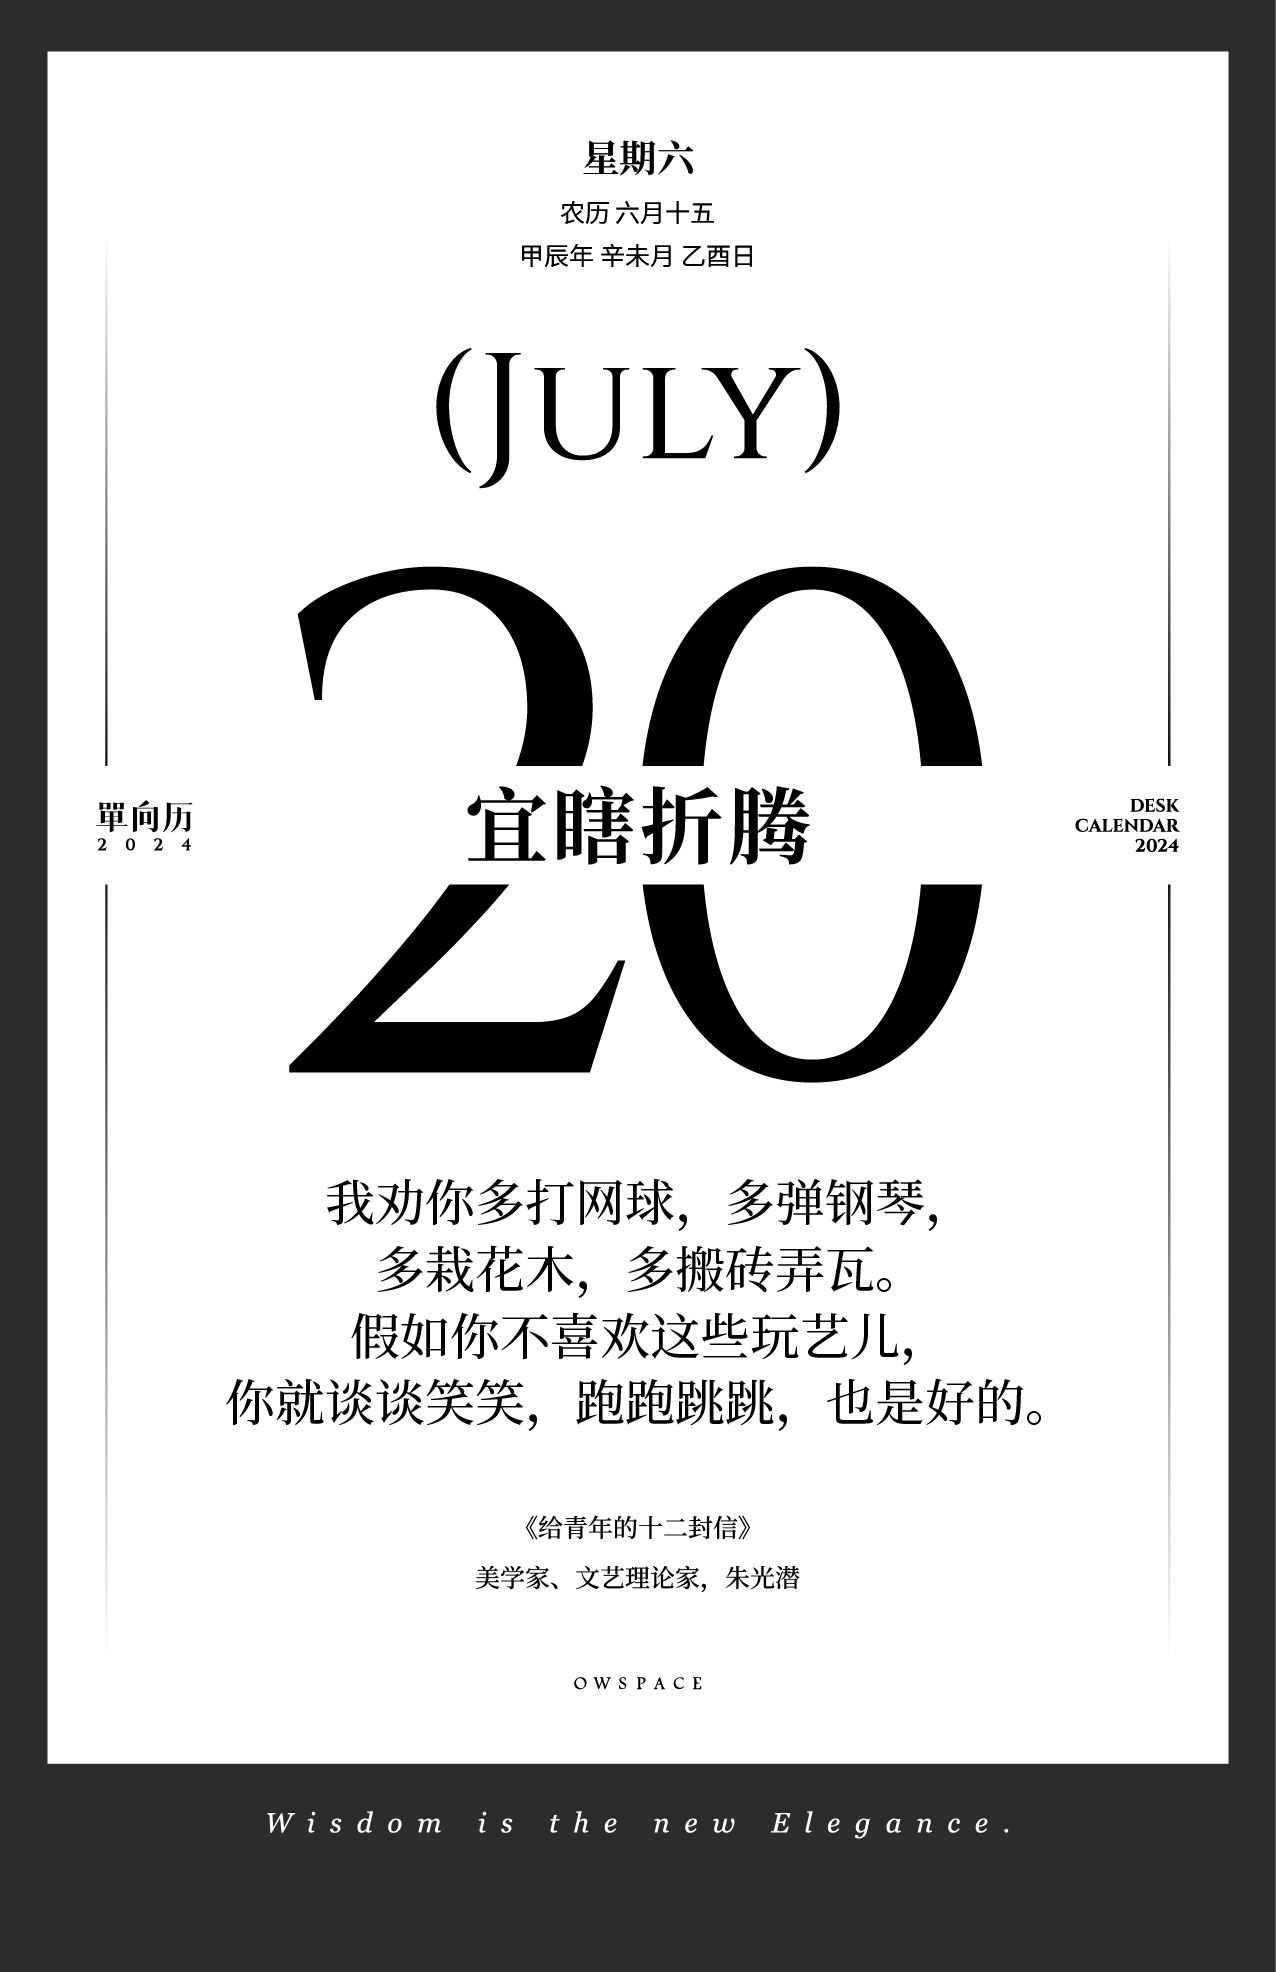 星期六
农历 六月十五
甲辰年 辛未月 乙酉日
(JULY)
20
單向历
2024
宜瞎折腾
DESK
CALENDAR
2024
我劝你多打网球，多弹钢琴，
多栽花木，多搬砖弄瓦。
假如你不喜欢这些玩艺儿，
你就谈谈笑笑，跑跑跳跳，也是好的。
《给青年的十二封信》
美学家、文艺理论家，朱光潜
OWSPACE
Wisdom is the new Elegance.